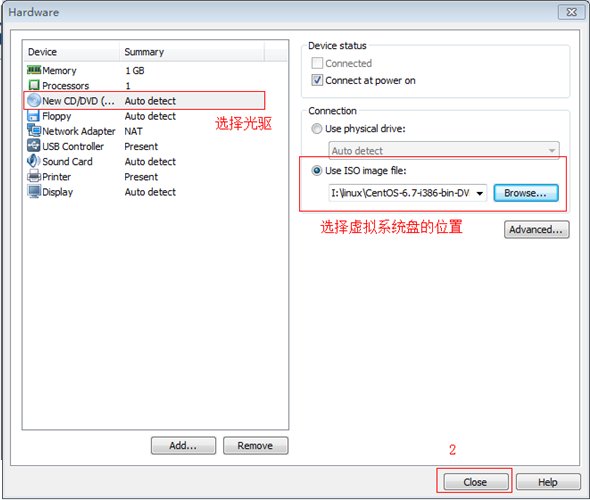 Hardware
Device Summary
Memory 1 GB
Processors 1
New CD/DVD (... Auto detect
Floppy Auto detect
Network Adapter NAT
USB Controller Present
Sound Card Auto detect
Printer Present
Display Auto detect
选择光驱
Add... Remove
Device status
Connected
Connect at power on
Connection
Use physical drive:
Auto detect
Use ISO image file:
I:\linux\CentOS-6.7-i386-bin-DV Browse...
选择虚拟系统盘的位置
Advanced...
2
Close Help